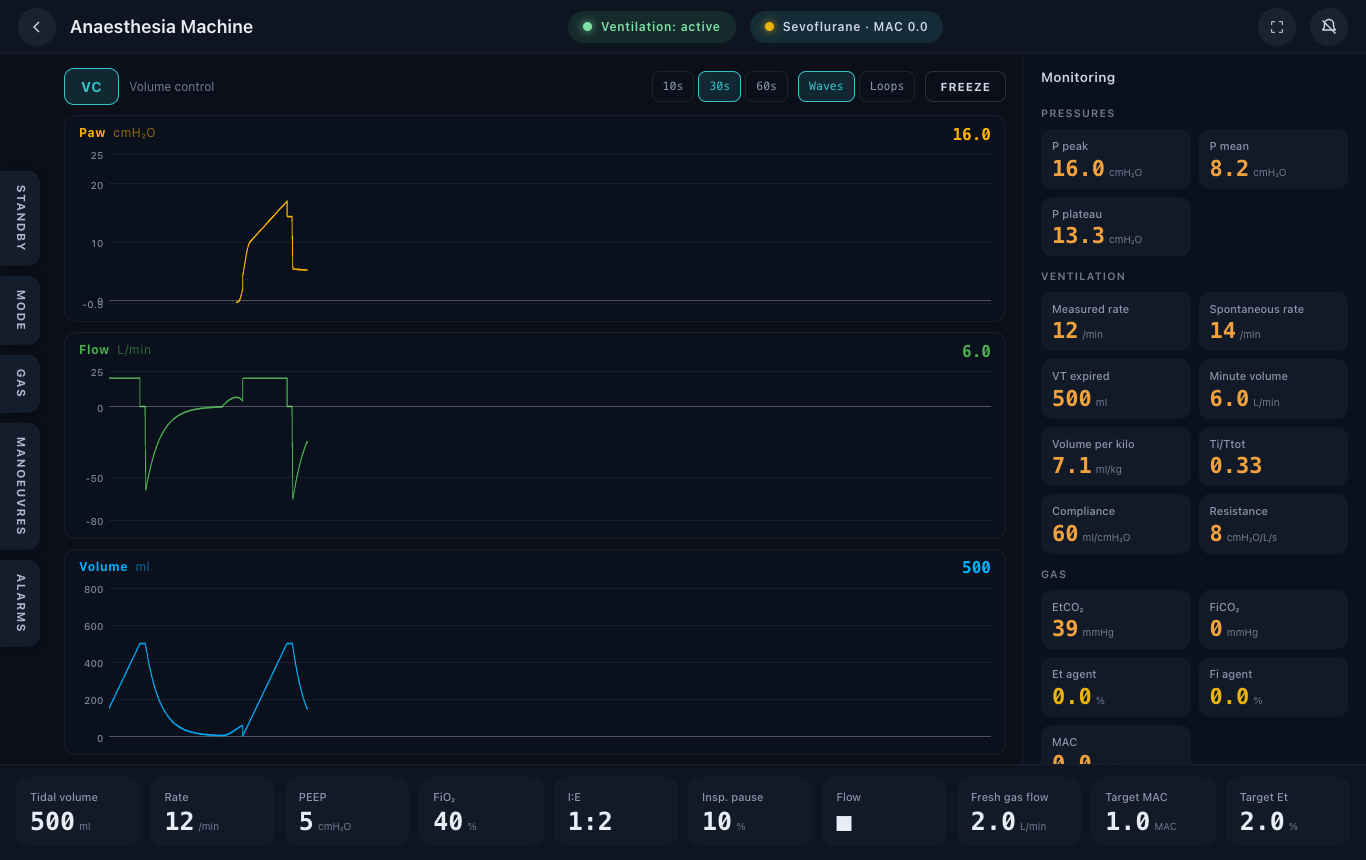 Anaesthesia Machine
Ventilation: active
Sevoflurane · MAC 0.0
VC
Volume control
10s
30s
60s
Waves
Loops
FREEZE
STANDBY
MODE
GAS
MANOEUVRES
ALARMS
Paw cmH₂O
16.0
25
20
10
0
-0.9
Flow L/min
6.0
25
0
-50
-80
Volume ml
500
800
600
400
200
0
Monitoring
PRESSURES
P peak
16.0 cmH₂O
P mean
8.2 cmH₂O
P plateau
13.3 cmH₂O
VENTILATION
Measured rate
12 /min
Spontaneous rate
14 /min
VT expired
500 ml
Minute volume
6.0 L/min
Volume per kilo
7.1 ml/kg
Ti/Ttot
0.33
Compliance
60 ml/cmH₂O
Resistance
8 cmH₂O/L/s
GAS
EtCO₂
39 mmHg
FiCO₂
0 mmHg
Et agent
0.0 %
Fi agent
0.0 %
MAC
0.0
Tidal volume
500 ml
Rate
12 /min
PEEP
5 cmH₂O
FiO₂
40 %
I:E
1:2
Insp. pause
10 %
Flow
■
Fresh gas flow
2.0 L/min
Target MAC
1.0 MAC
Target Et
2.0 %